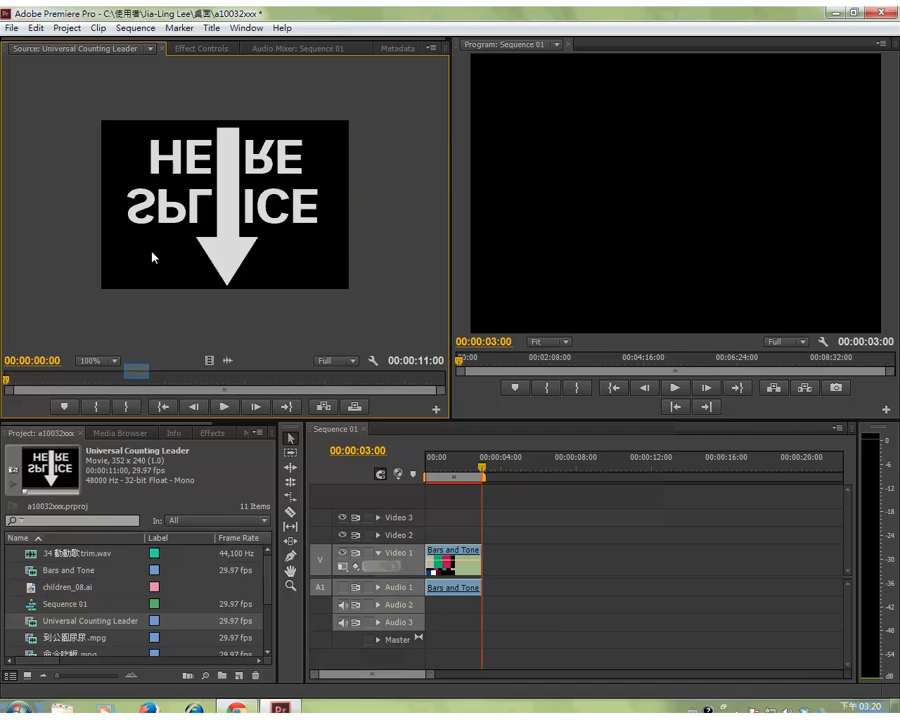 Adobe Premiere Pro - C:\使用者\Jia-Ling Lee\桌面\a10032xxx *
File Edit Project Clip Sequence Marker Title Window Help
Source: Universal Counting Leader Effect Controls Audio Mixer: Sequence 01 Metadata
Program: Sequence 01
HERE
SPLICE
00:00:00:00 100% Full 00:00:11:00
00:00:03:00 Fit Full 00:00:03:00
00:00 00:02:08:00 00:04:16:00 00:06:24:00 00:08:32:00
Project: a10032xxx Media Browser Info Effects
Universal Counting Leader
Movie, 352 x 240 (1.0)
00:00:11:00, 29.97 fps
48000 Hz - 32-bit Float - Mono
a10032xxx.prproj 11 Items
In: All
Name Label Frame Rate
34 動動歌trim.wav 44,100 Hz
Bars and Tone 29.97 fps
children_08.ai
Sequence 01 29.97 fps
Universal Counting Leader 29.97 fps
到公園尿尿.mpg 29.97 fps
29.97 fps
Sequence 01
00:00:03:00
00:00 00:00:04:00 00:00:08:00 00:00:12:00 00:00:16:00 00:00:20:00
Video 3
Video 2
V Video 1 Bars and Tone
A1 Audio 1 Bars and Tone
Audio 2
Audio 3
Master
0
-6
-12
-18
-24
-30
-36
-42
-48
-54
dB
下午 03:20